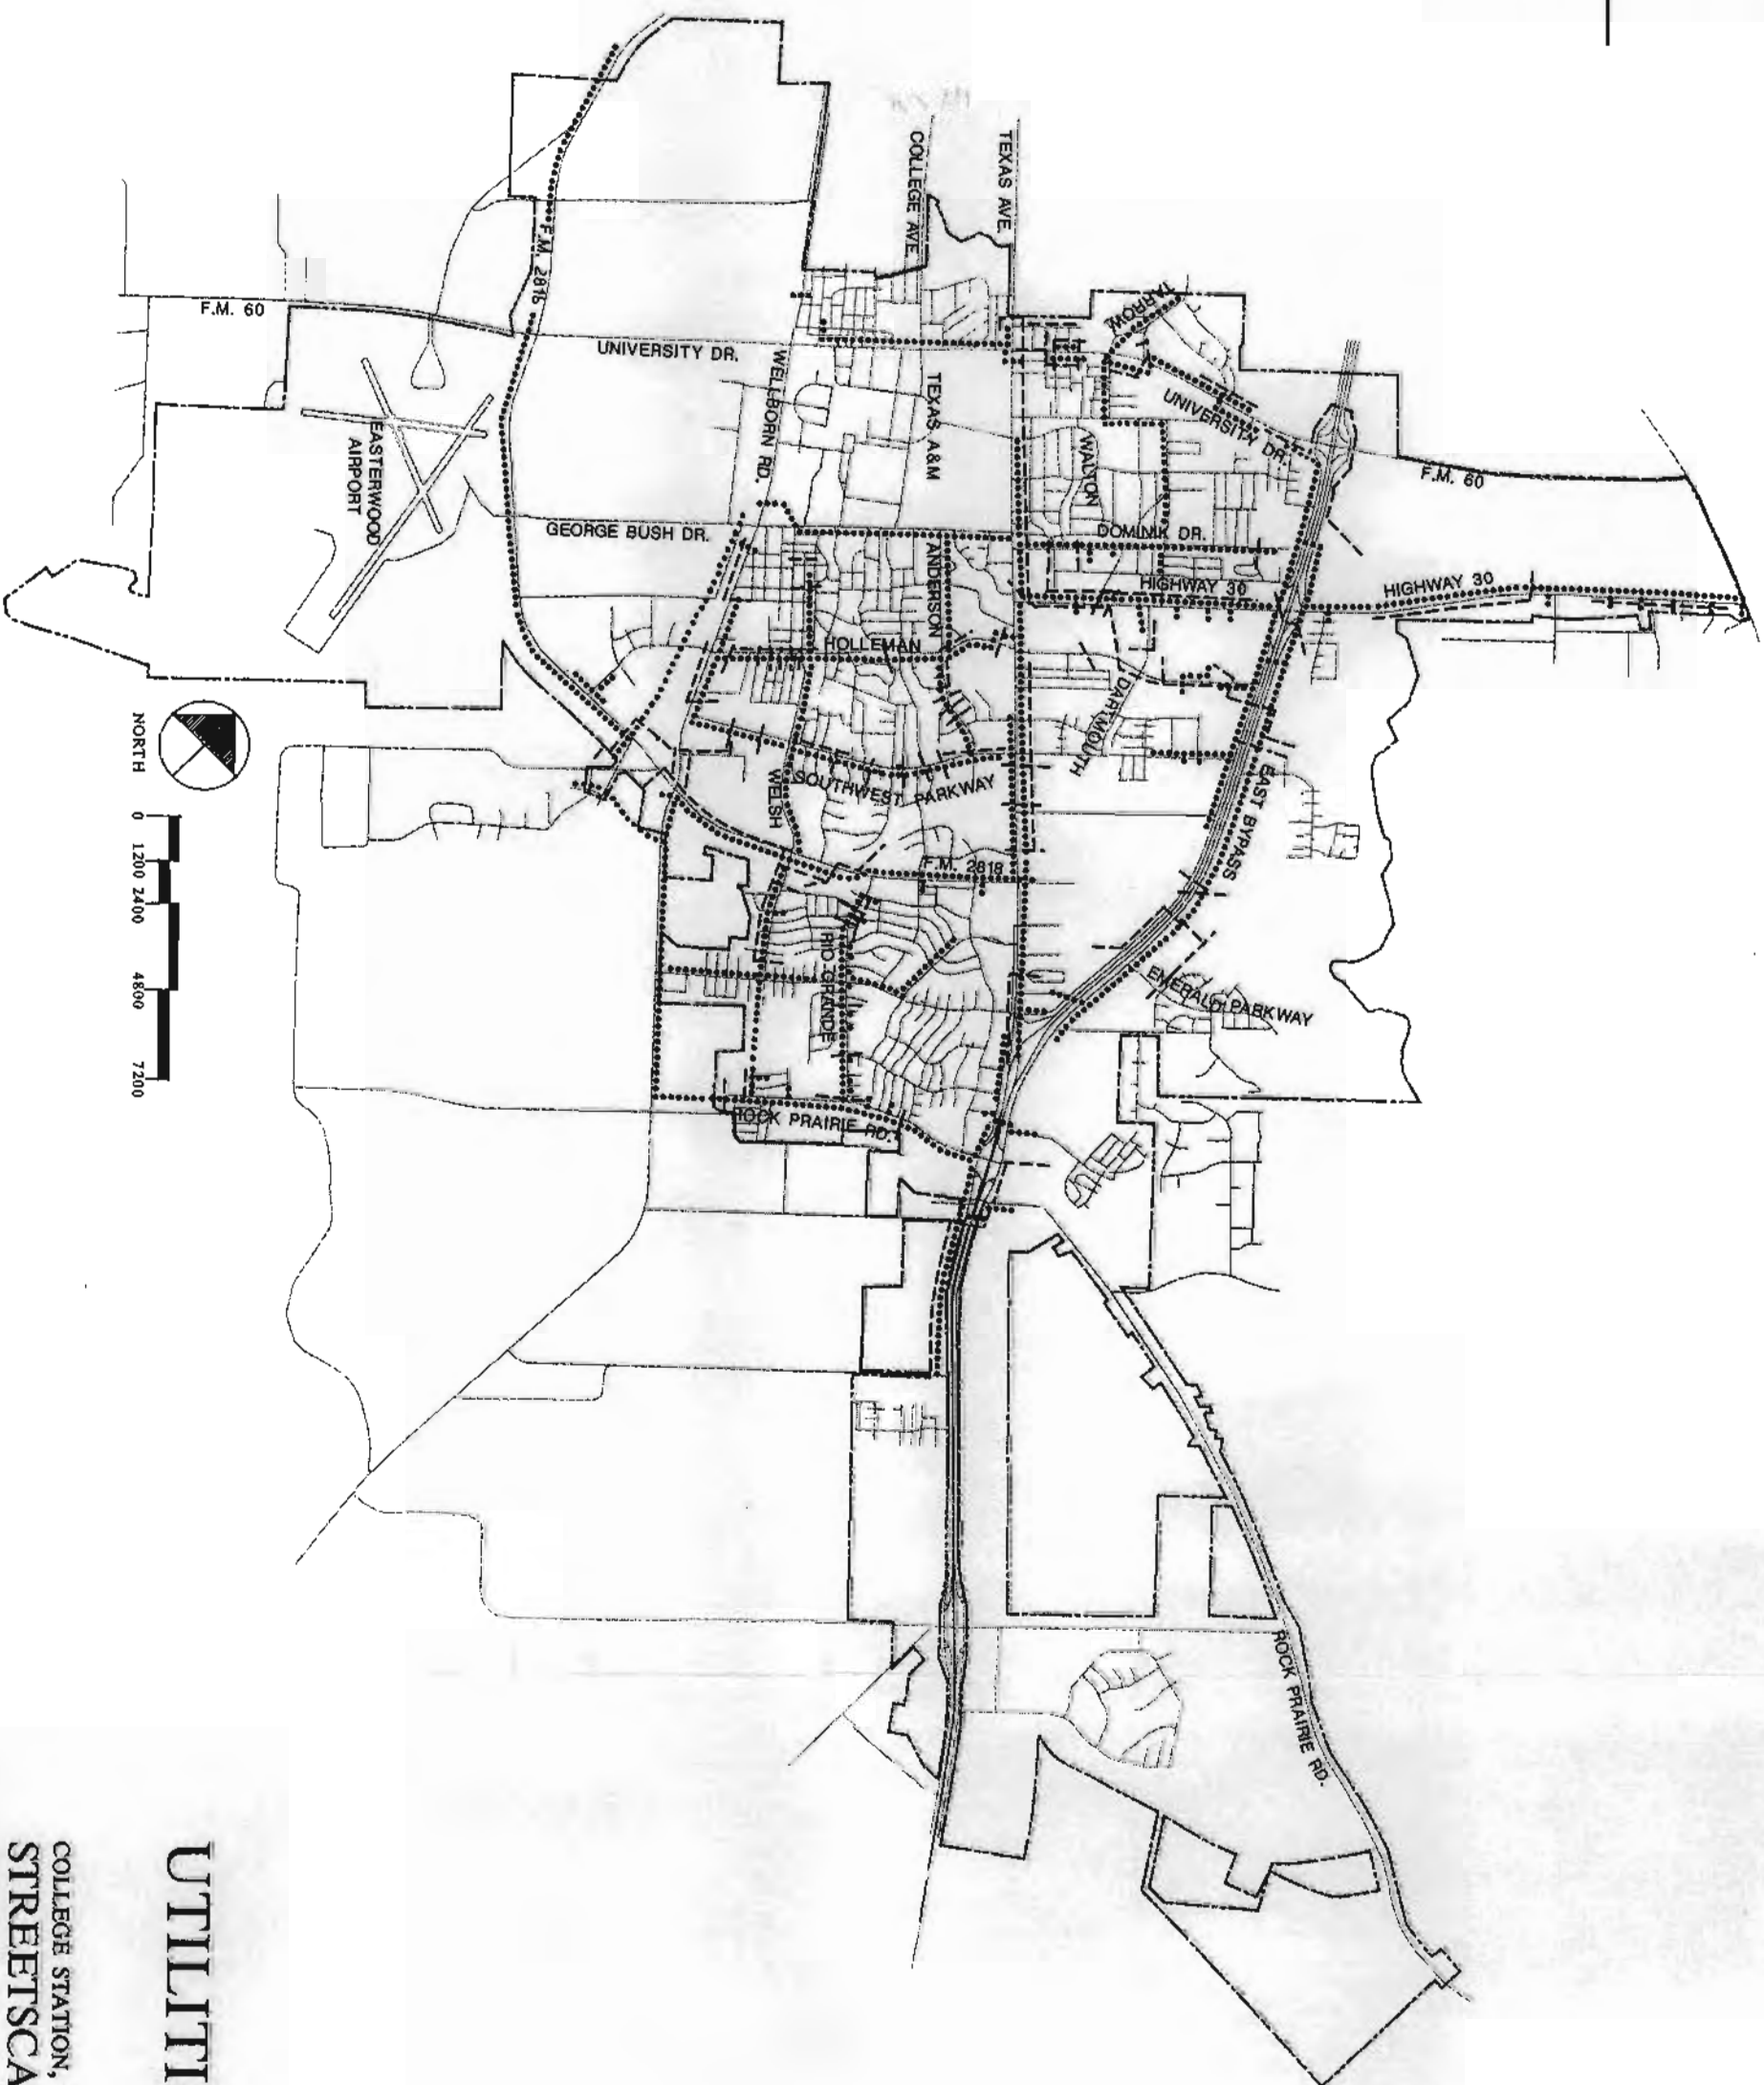 TEXAS AVE.
COLLEGE AVE.
TARROW
F.M. 2818
F.M. 60
UNIVERSITY DR.
WELLBORN RD.
TEXAS A&M
WALTON
UNIVERSITY DR.
F.M. 60
EASTERWOOD
AIRPORT
GEORGE BUSH DR.
ANDERSON
DOMINIK DR.
HIGHWAY 30
HIGHWAY 30
HOLLEMAN
DARTMOUTH
NORTH
SOUTHWEST PARKWAY
WELSH
EAST BYPASS
F.M. 2818
0
1200
2400
4800
7200
RIO GRANDE
EMERALD PARKWAY
ROCK PRAIRIE RD.
ROCK PRAIRIE RD.
UTILITI
COLLEGE STATION,
STREETSCA